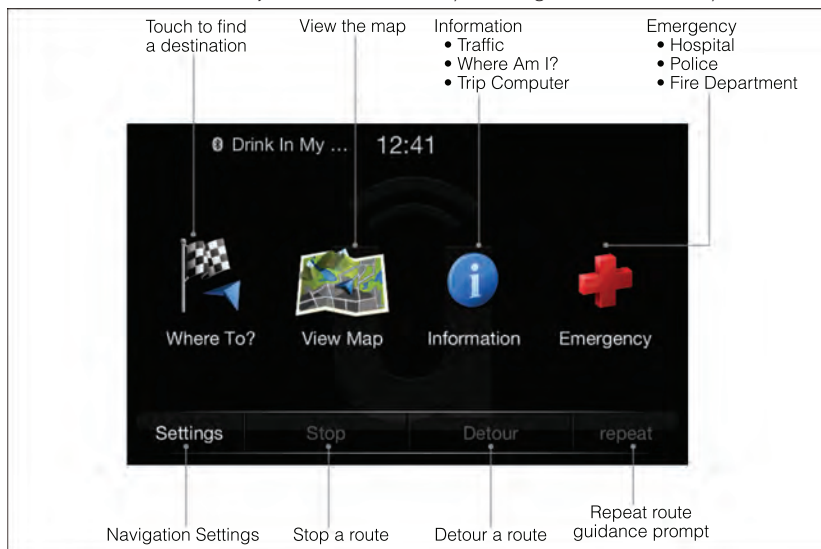 Touch to find
a destination
View the map
Information
• Traffic
• Where Am I?
• Trip Computer
Emergency
• Hospital
• Police
• Fire Department
Drink In My ... 12:41
Where To? View Map Information Emergency
Settings Stop Detour repeat
Navigation Settings
Stop a route
Detour a route
Repeat route
guidance prompt